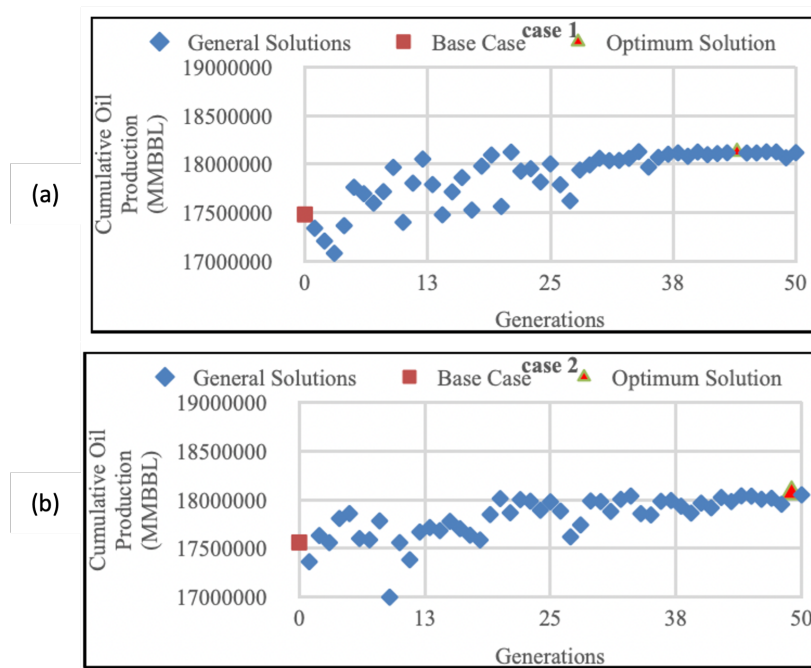 case 1
General Solutions Base Case Optimum Solution
(a)
Cumulative Oil
Production
(MMBBL)
19000000
18500000
18000000
17500000
17000000
0 13 25 38 50
Generations
case 2
General Solutions Base Case Optimum Solution
(b)
Cumulative Oil
Production
(MMBBL)
19000000
18500000
18000000
17500000
17000000
0 13 25 38 50
Generations